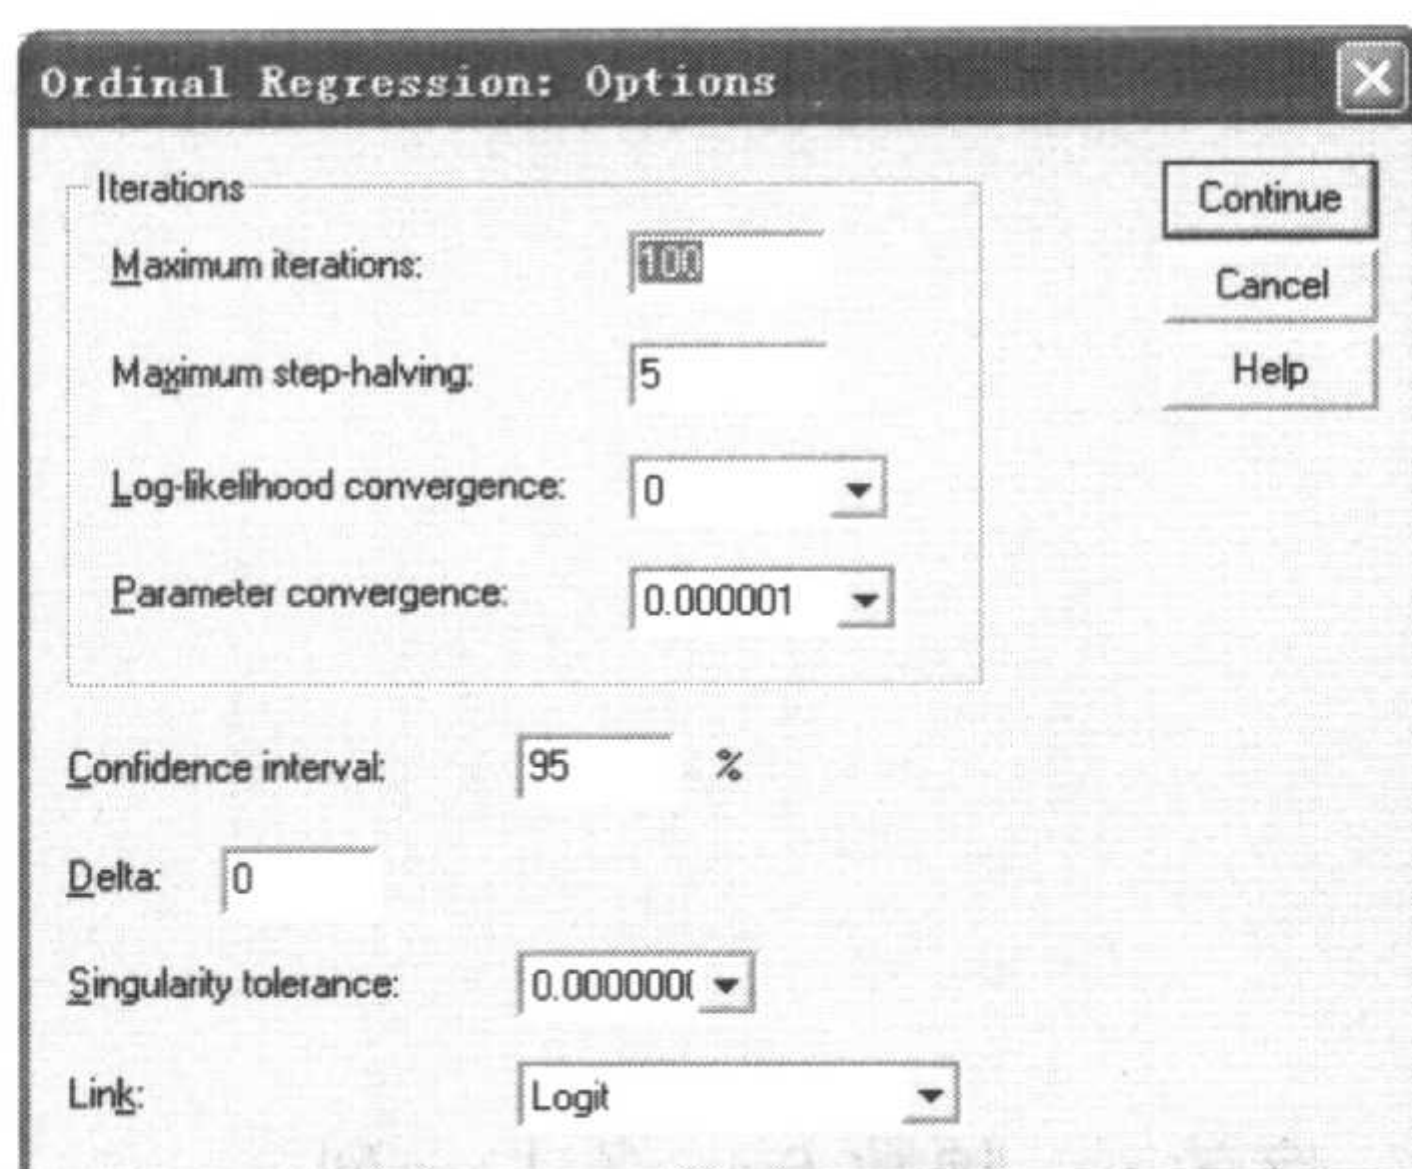 Ordinal Regression: Options
Iterations
Maximum iterations: 100
Maximum step-halving: 5
Log-likelihood convergence: 0
Parameter convergence: 0.000001
Confidence interval: 95 %
Delta: 0
Singularity tolerance: 0.0000000
Link: Logit
Continue
Cancel
Help